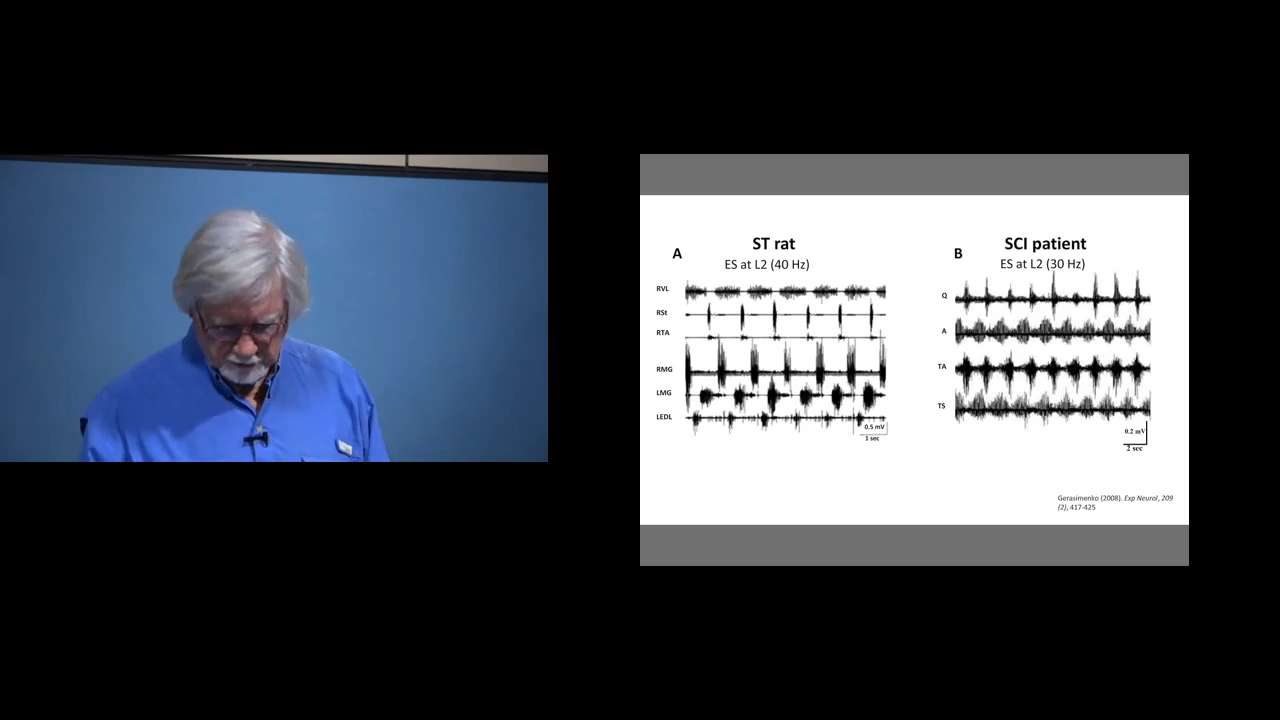 A
ST rat
ES at L2 (40 Hz)
RVL
RSt
RTA
RMG
LMG
LEDL
0.5 mV
1 sec
B
SCI patient
ES at L2 (30 Hz)
Q
A
TA
TS
0.2 mV
2 sec
Gerasimenko (2008). Exp Neurol, 209
(2), 417-425